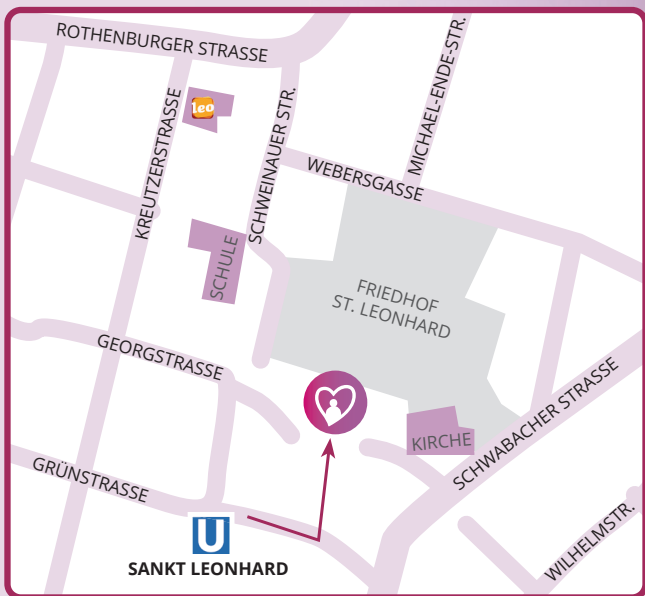 ROTHENBURGER STRASSE
MICHAEL-ENDE-STR.
leo
KREUTZERSTRASSE
SCHWEINAUER STR.
WEBERSGASSE
SCHULE
FRIEDHOF
ST. LEONHARD
GEORGSTRASSE
KIRCHE
SCHWABACHER STRASSE
GRÜNSTRASSE
U
SANKT LEONHARD
WILHELMSTR.